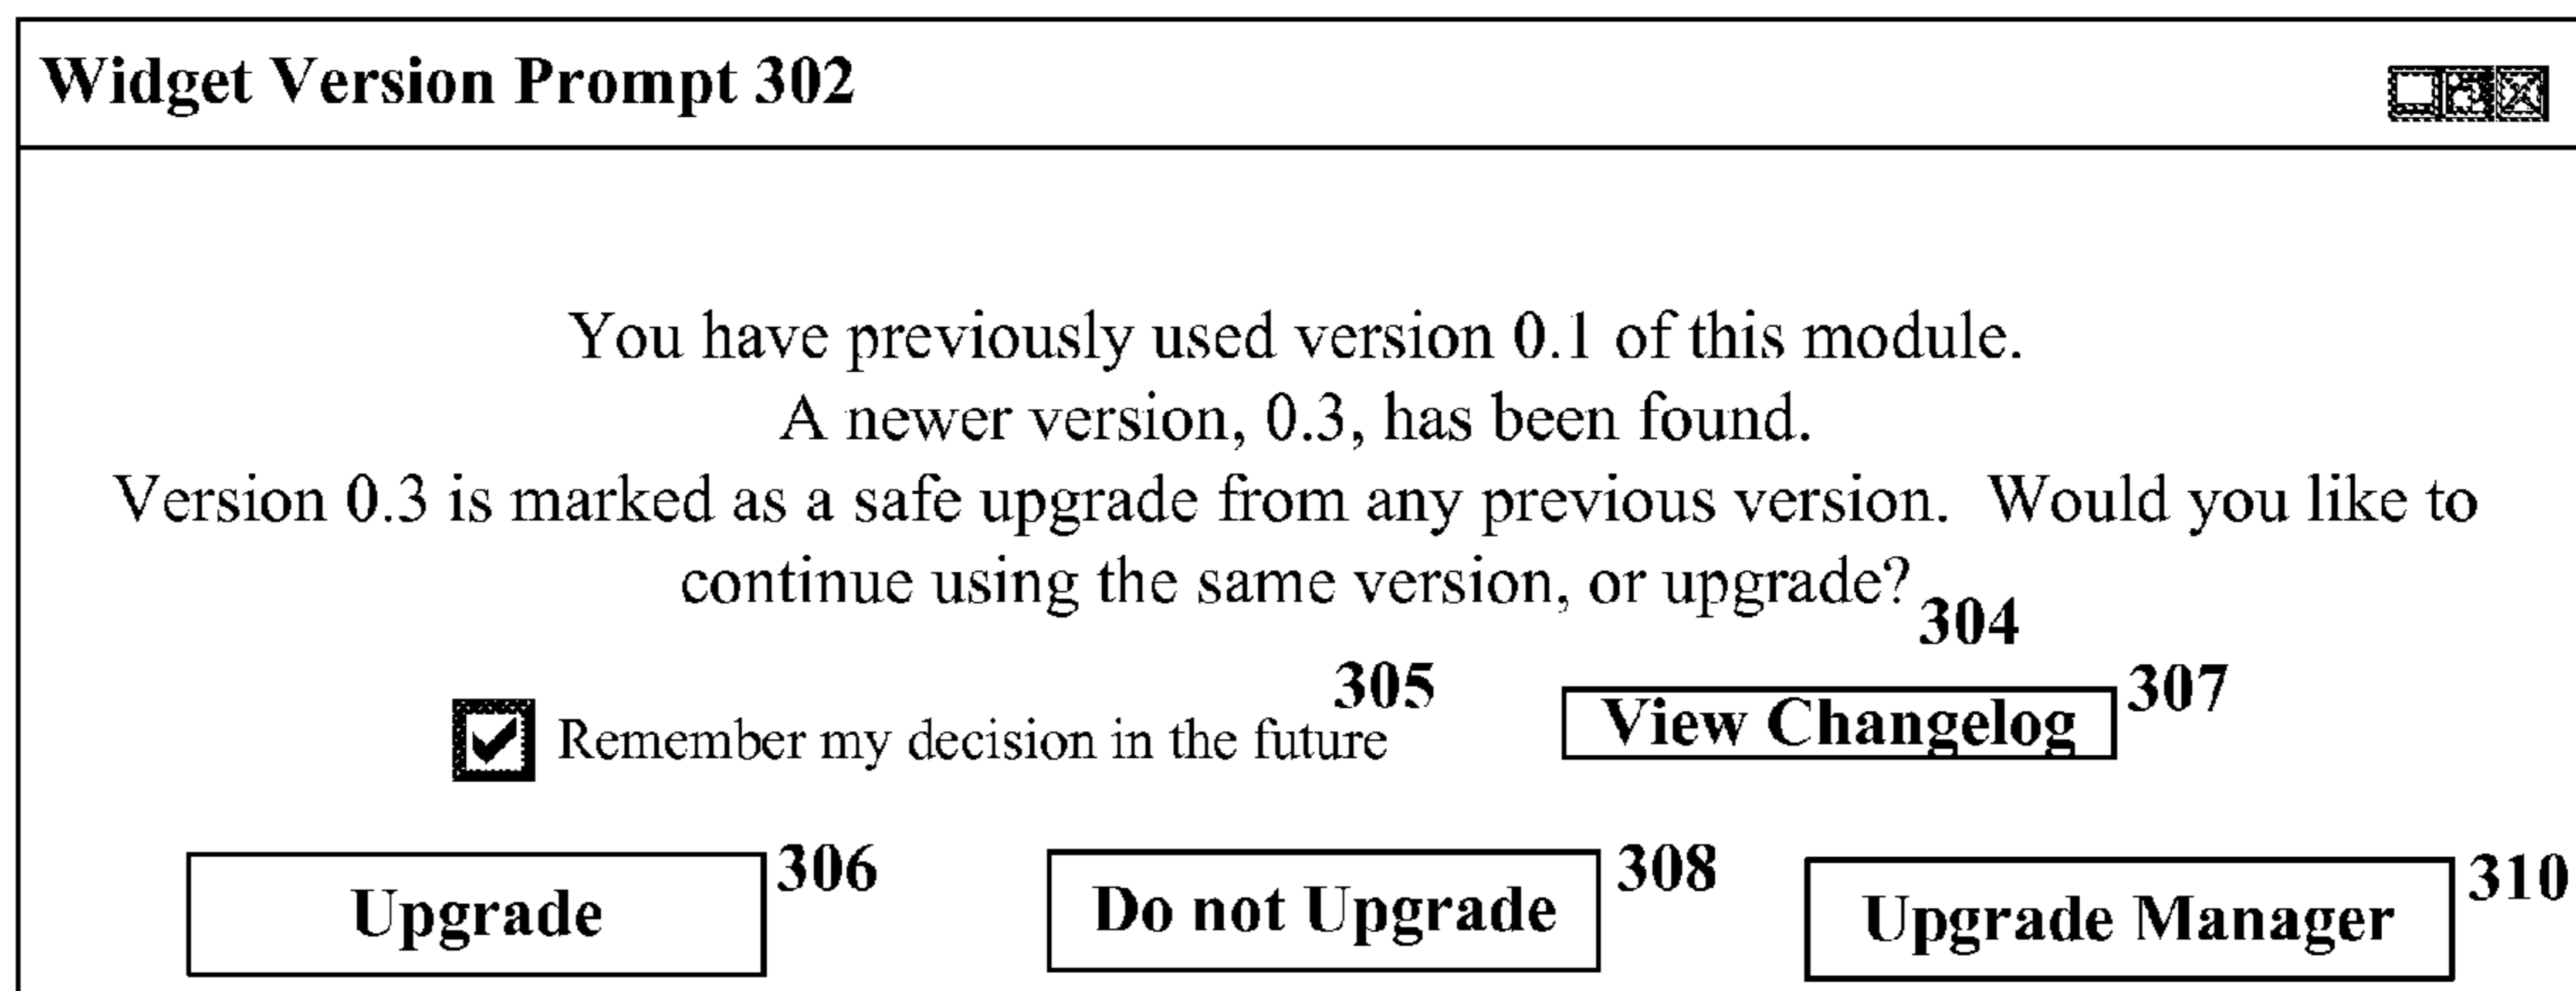 Widget Version Prompt 302
You have previously used version 0.1 of this module.
A newer version, 0.3, has been found.
Version 0.3 is marked as a safe upgrade from any previous version. Would you like to
continue using the same version, or upgrade?
304
305
307
Remember my decision in the future
View Changelog
306
308
310
Upgrade
Do not Upgrade
Upgrade Manager